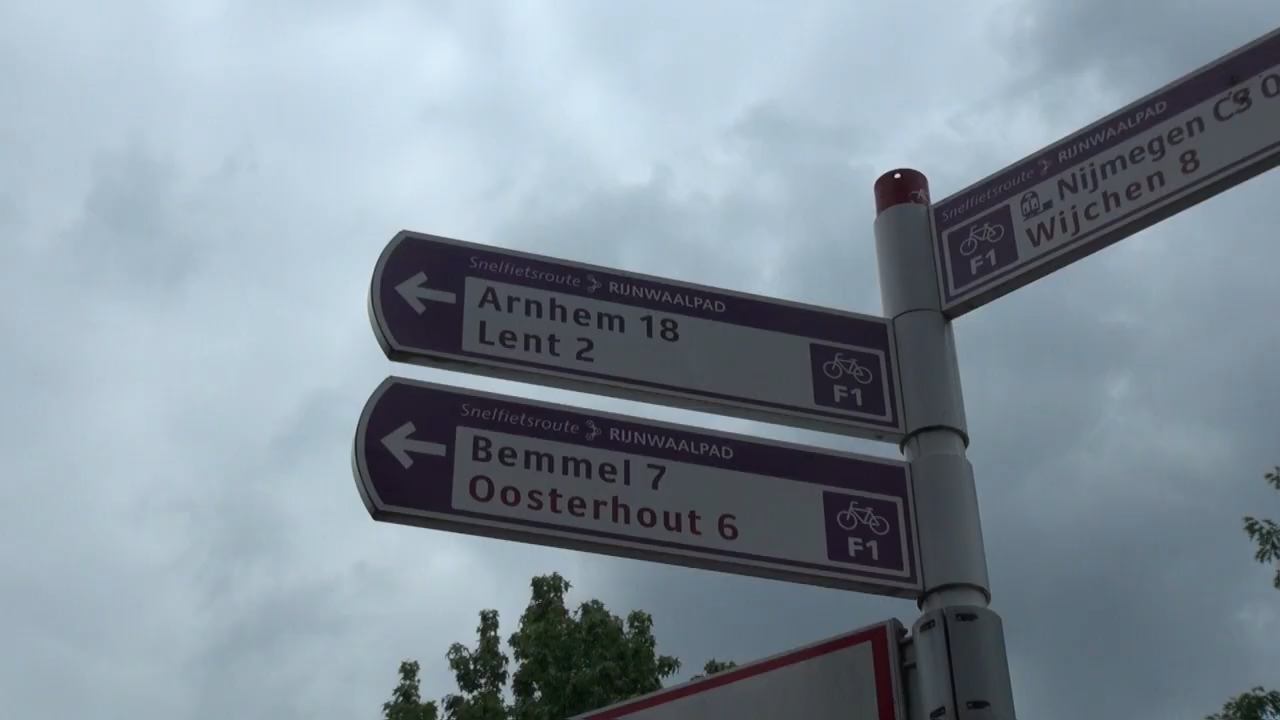 Snelfietsroute RIJNWAALPAD
Arnhem 18
Lent 2
F1
Snelfietsroute RIJNWAALPAD
Bemmel 7
Oosterhout 6
F1
Snelfietsroute RIJNWAALPAD
Nijmegen CS 0
Wijchen 8
F1